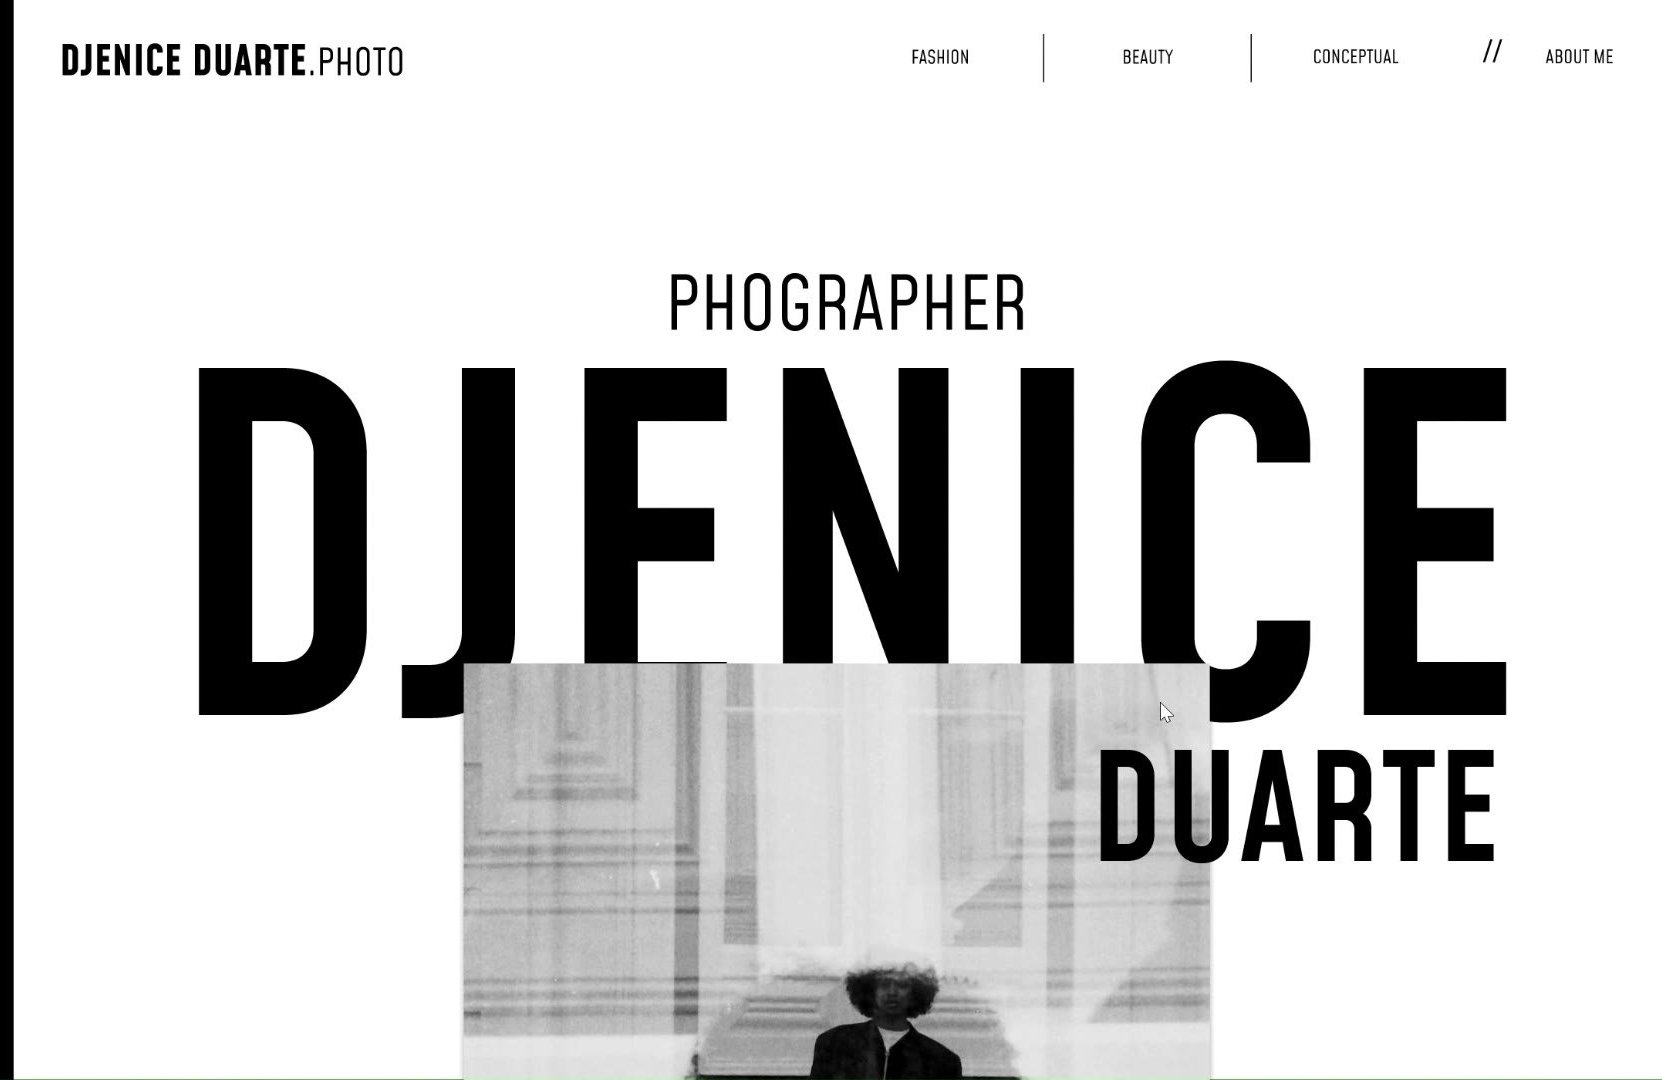 DJENICE DUARTE.PHOTO
FASHION | BEAUTY | CONCEPTUAL // ABOUT ME
PHOGRAPHER
DJENICE
DUARTE